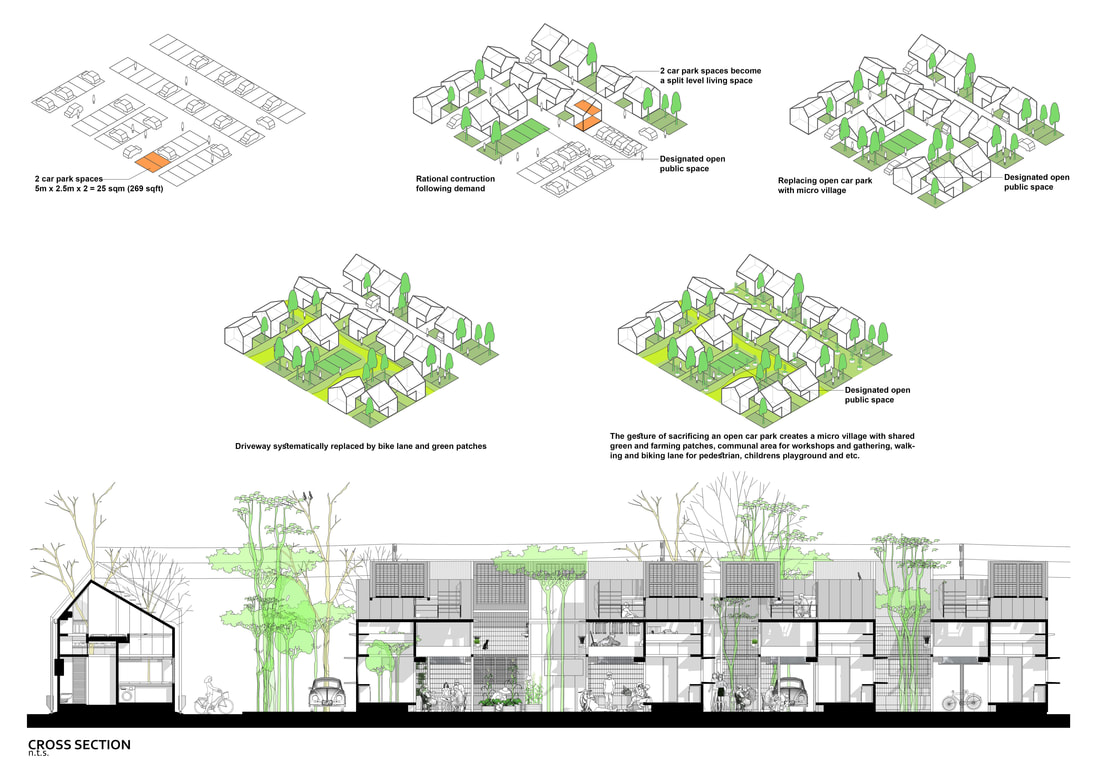 2 car park spaces
5m x 2.5m x 2 = 25 sqm (269 sqft)
2 car park spaces become
a split level living space
Designated open
public space
Rational contruction
following demand
Replacing open car park
with micro village
Designated open
public space
Driveway systematically replaced by bike lane and green patches
Designated open
public space
The gesture of sacrificing an open car park creates a micro village with shared
green and farming patches, communal area for workshops and gathering, walk-
ing and biking lane for pedestrian, childrens playground and etc.
CROSS SECTION
n.t.s.